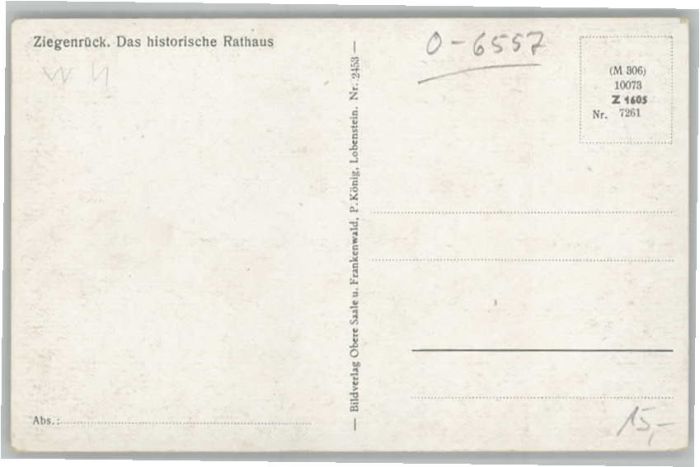 Ziegenrück. Das historische Rathaus
O-6557
(M 306)
10073
Z 1605
Nr. 7261
— Bildverlag Obere Saale u. Frankenwald, P. König, Lobenstein. Nr. 2453 —
Abs.:
15,-